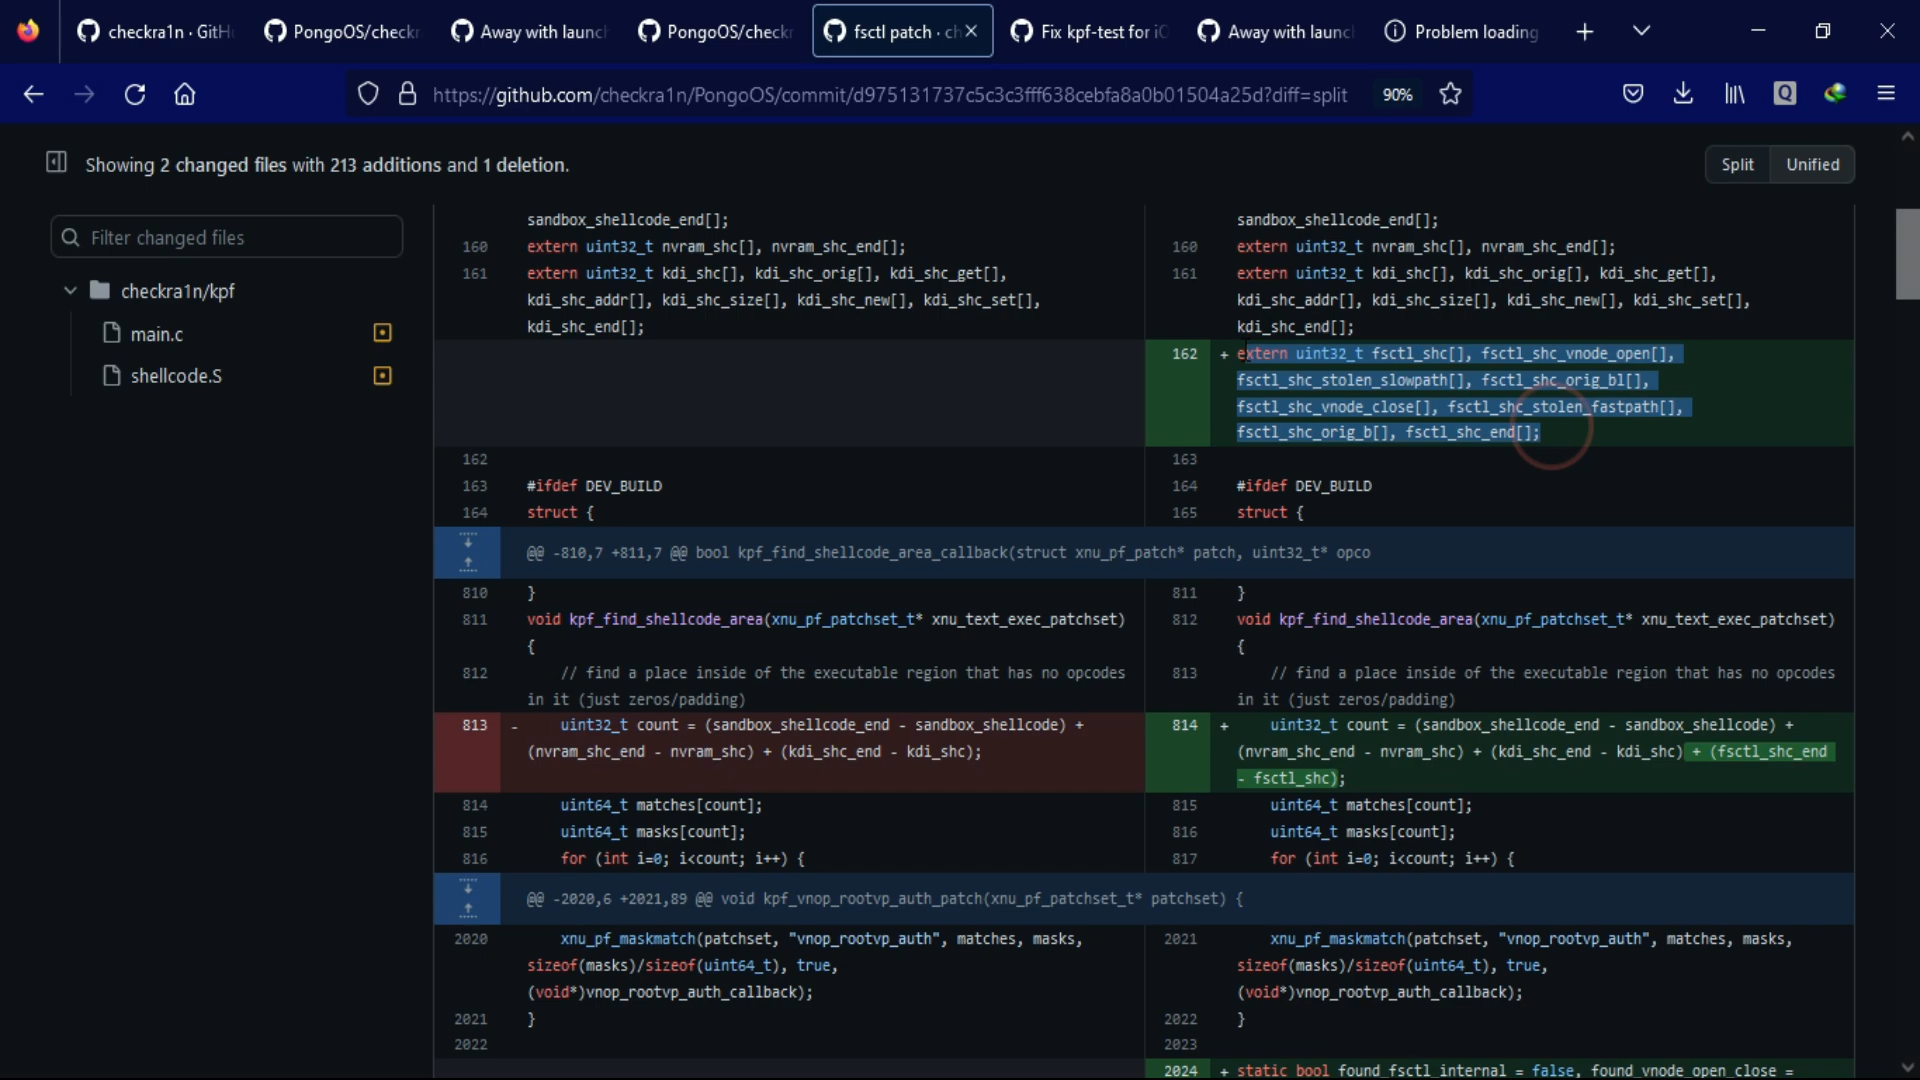 checkra1n · GitH
PongoOS/checkr
Away with launc
PongoOS/check
fsctl patch · ch
Fix kpf-test for iO
Away with launc
Problem loading
https://github.com/checkra1n/PongoOS/commit/d975131737c5c3c3fff638cebfa8a0b01504a25d?diff=split
90%
Showing 2 changed files with 213 additions and 1 deletion.
Split
Unified
Filter changed files
checkra1n/kpf
main.c
shellcode.S
sandbox_shellcode_end[];
160 extern uint32_t nvram_shc[], nvram_shc_end[];
161 extern uint32_t kdi_shc[], kdi_shc_orig[], kdi_shc_get[],
kdi_shc_addr[], kdi_shc_size[], kdi_shc_new[], kdi_shc_set[],
kdi_shc_end[];
162
163 #ifdef DEV_BUILD
164 struct {
@@ -810,7 +811,7 @@ bool kpf_find_shellcode_area_callback(struct xnu_pf_patch* patch, uint32_t* opco
810 }
811 void kpf_find_shellcode_area(xnu_pf_patchset_t* xnu_text_exec_patchset)
{
812 // find a place inside of the executable region that has no opcodes
in it (just zeros/padding)
813 - uint32_t count = (sandbox_shellcode_end - sandbox_shellcode) +
(nvram_shc_end - nvram_shc) + (kdi_shc_end - kdi_shc);
814 uint64_t matches[count];
815 uint64_t masks[count];
816 for (int i=0; i<count; i++) {
@@ -2020,6 +2021,89 @@ void kpf_vnop_rootvp_auth_patch(xnu_pf_patchset_t* patchset) {
2020 xnu_pf_maskmatch(patchset, "vnop_rootvp_auth", matches, masks,
sizeof(masks)/sizeof(uint64_t), true,
(void*)vnop_rootvp_auth_callback);
2021 }
2022
sandbox_shellcode_end[];
160 extern uint32_t nvram_shc[], nvram_shc_end[];
161 extern uint32_t kdi_shc[], kdi_shc_orig[], kdi_shc_get[],
kdi_shc_addr[], kdi_shc_size[], kdi_shc_new[], kdi_shc_set[],
kdi_shc_end[];
162 + extern uint32_t fsctl_shc[], fsctl_shc_vnode_open[],
fsctl_shc_stolen_slowpath[], fsctl_shc_orig_bl[],
fsctl_shc_vnode_close[], fsctl_shc_stolen_fastpath[],
fsctl_shc_orig_b[], fsctl_shc_end[];
163
164 #ifdef DEV_BUILD
165 struct {
811 }
812 void kpf_find_shellcode_area(xnu_pf_patchset_t* xnu_text_exec_patchset)
{
813 // find a place inside of the executable region that has no opcodes
in it (just zeros/padding)
814 + uint32_t count = (sandbox_shellcode_end - sandbox_shellcode) +
(nvram_shc_end - nvram_shc) + (kdi_shc_end - kdi_shc) + (fsctl_shc_end
- fsctl_shc);
815 uint64_t matches[count];
816 uint64_t masks[count];
817 for (int i=0; i<count; i++) {
2021 xnu_pf_maskmatch(patchset, "vnop_rootvp_auth", matches, masks,
sizeof(masks)/sizeof(uint64_t), true,
(void*)vnop_rootvp_auth_callback);
2022 }
2023
2024 + static bool found_fsctl_internal = false, found_vnode_open_close =